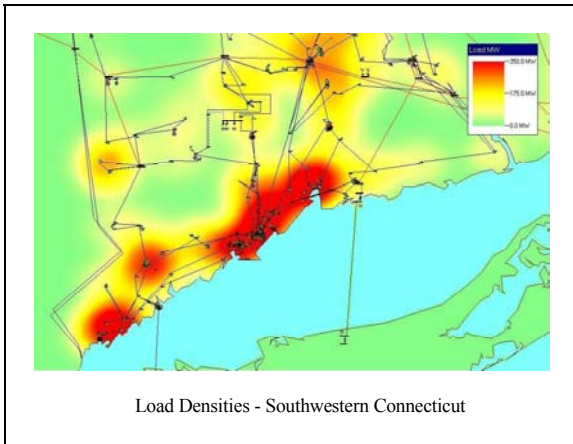 Load MW
350.0 MW
175.0 MW
0.0 MW
Load Densities - Southwestern Connecticut